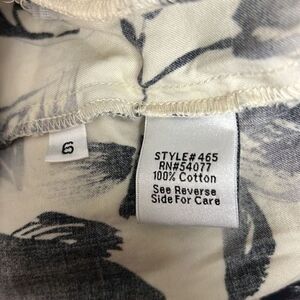 6
STYLE# 465
RN#54077
100% Cotton
See Reverse
Side For Care